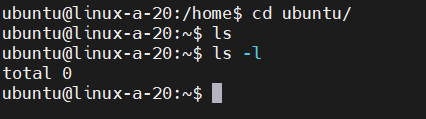 ubuntu@linux-a-20:/home$ cd ubuntu/
ubuntu@linux-a-20:~$ ls
ubuntu@linux-a-20:~$ ls -l
total 0
ubuntu@linux-a-20:~$